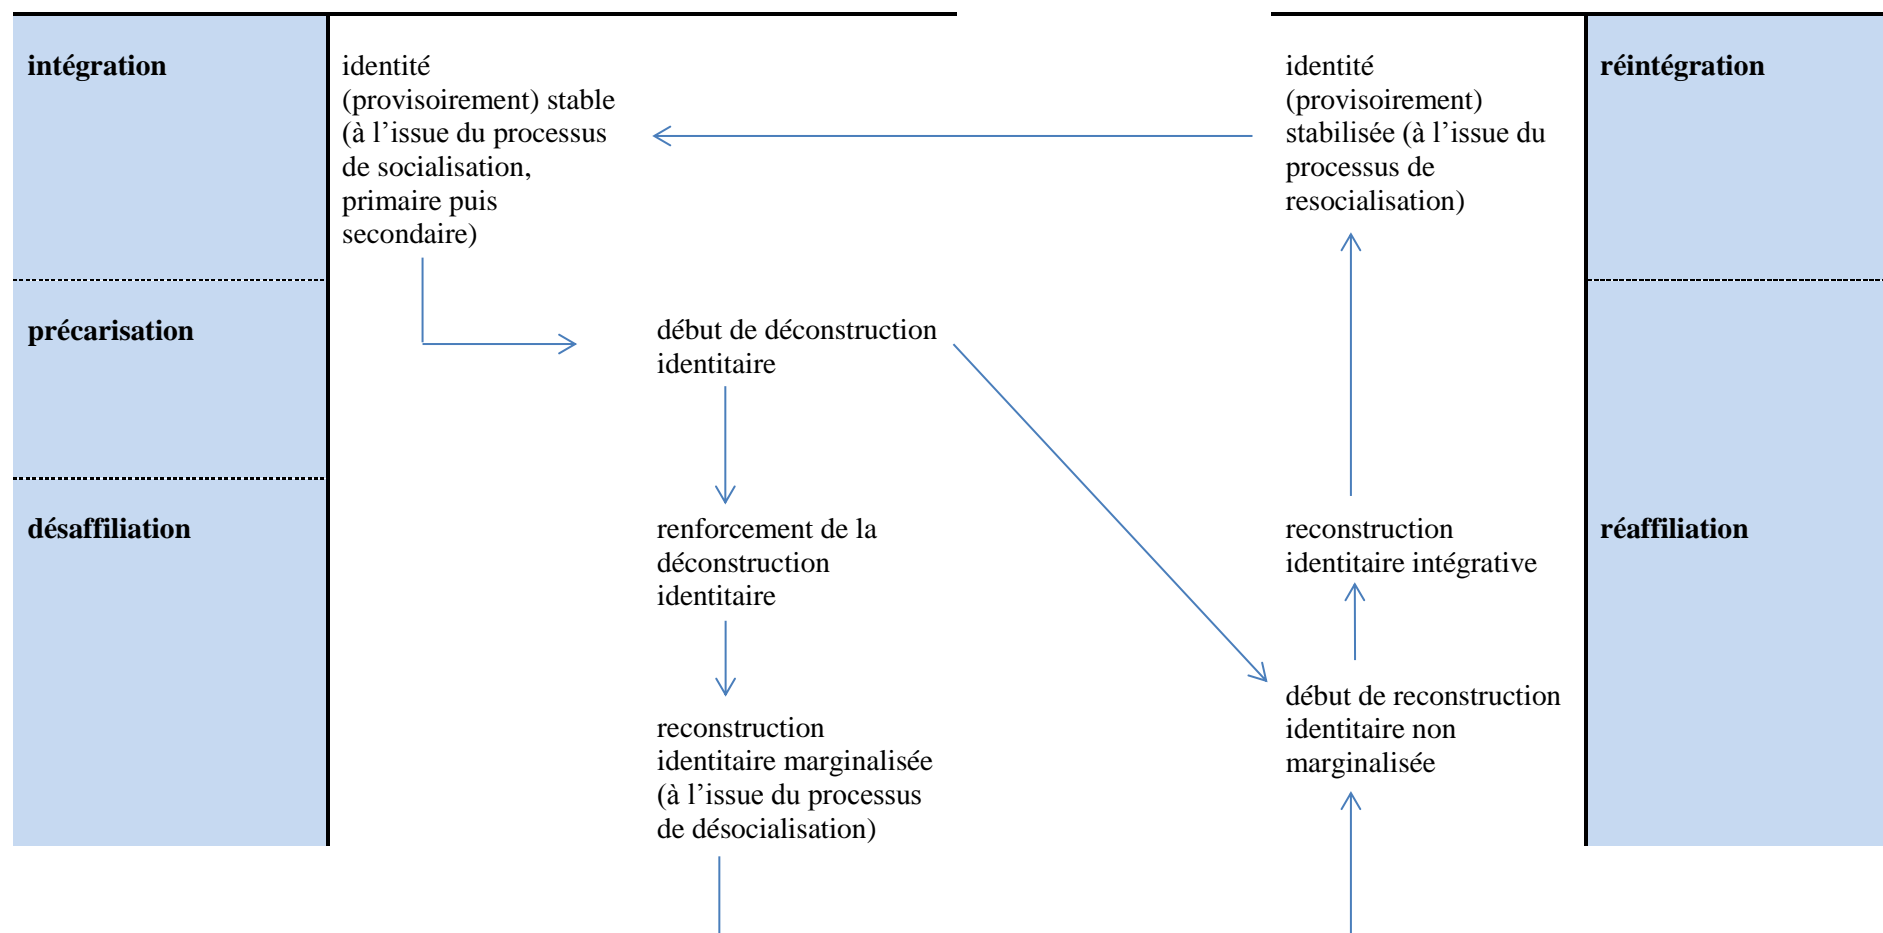 intégration
identité
(provisoirement) stable
(à l’issue du processus
de socialisation,
primaire puis
secondaire)
identité
(provisoirement)
stabilisée (à l’issue du
processus de
resocialisation)
réintégration
précarisation
début de déconstruction
identitaire
désaffiliation
renforcement de la
déconstruction
identitaire
reconstruction
identitaire intégrative
réaffiliation
reconstruction
identitaire marginalisée
(à l’issue du processus
de désocialisation)
début de reconstruction
identitaire non
marginalisée